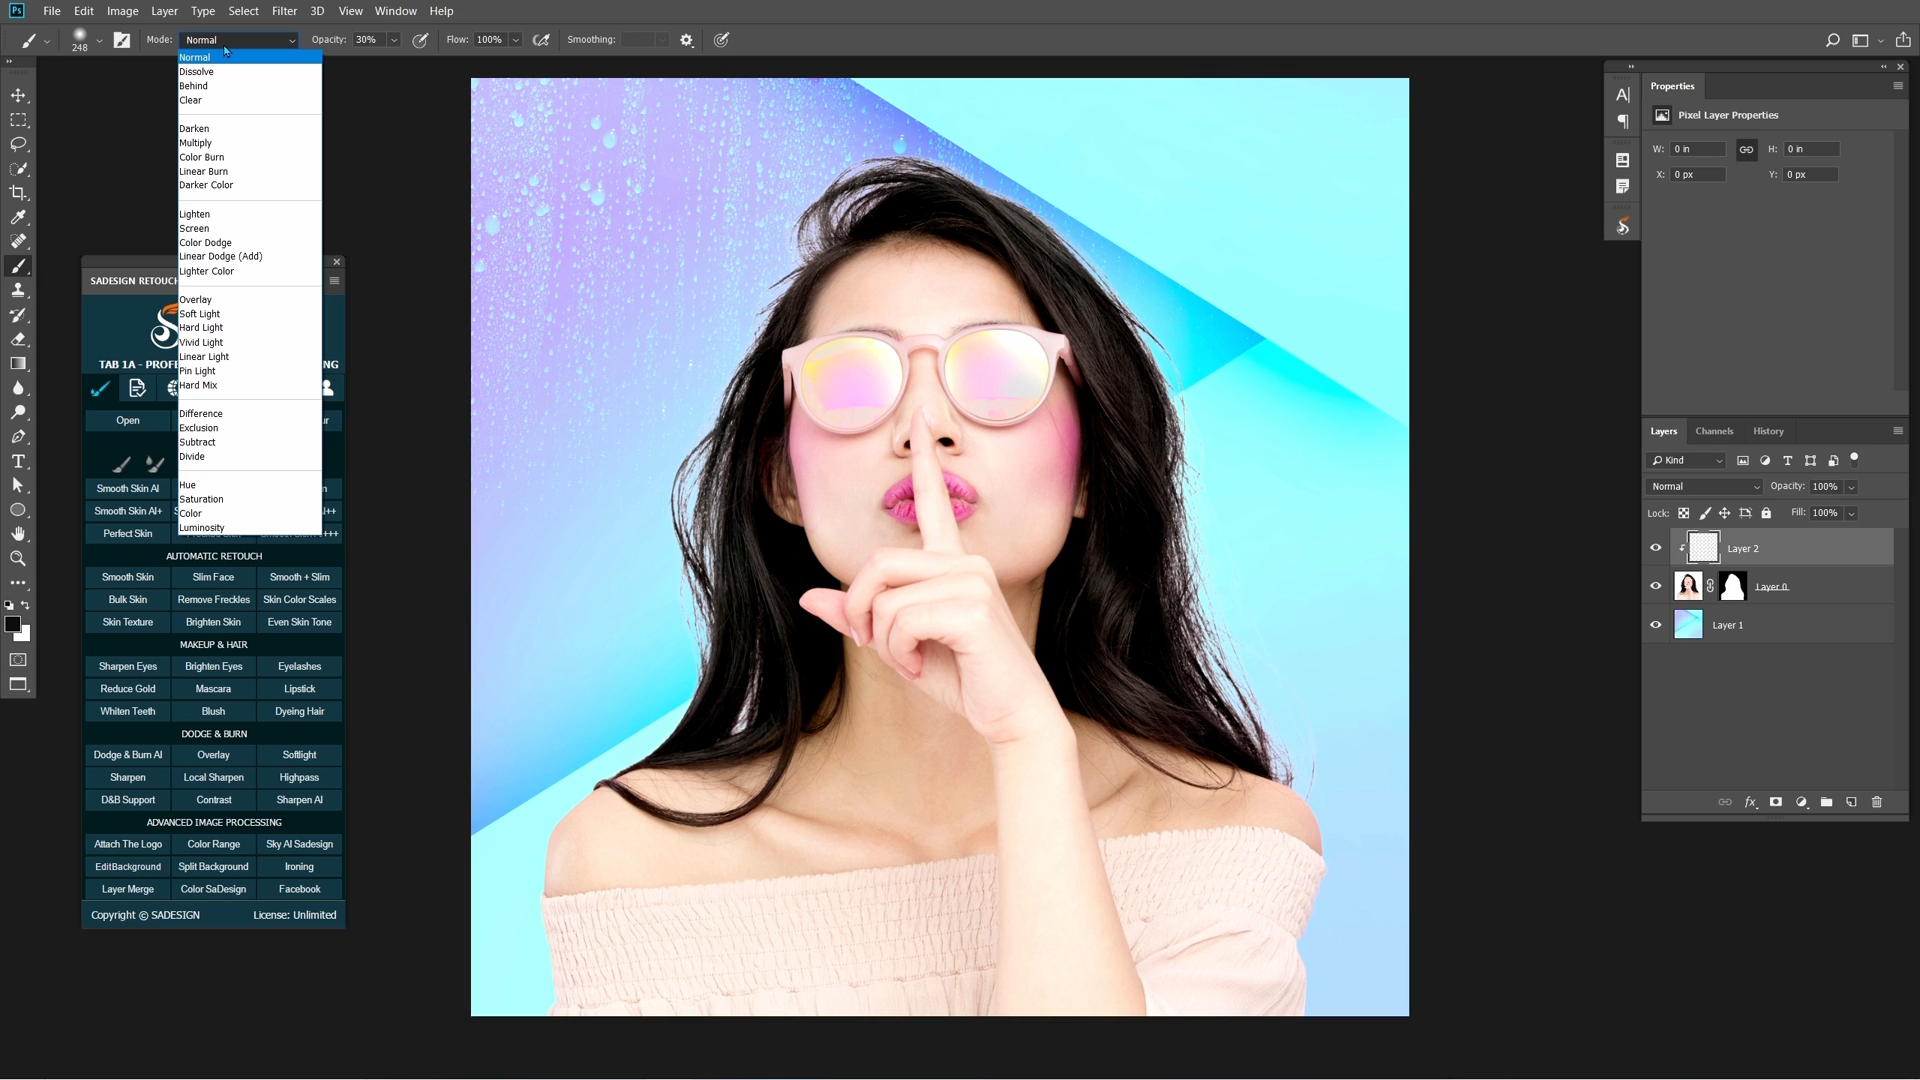 Ps File Edit Image Layer Type Select Filter 3D View Window Help
248 Mode: Normal Opacity: 30% Flow: 100% Smoothing:
Normal
Dissolve
Behind
Clear
Darken
Multiply
Color Burn
Linear Burn
Darker Color
Lighten
Screen
Color Dodge
Linear Dodge (Add)
Lighter Color
Overlay
Soft Light
Hard Light
Vivid Light
Linear Light
Pin Light
Hard Mix
Difference
Exclusion
Subtract
Divide
Hue
Saturation
Color
Luminosity
SADESIGN RETOUCH
TAB 1A - PROFE NG
Open ur
Smooth Skin AI n
Smooth Skin AI+ S I++
Perfect Skin
AUTOMATIC RETOUCH
Smooth Skin Slim Face Smooth + Slim
Bulk Skin Remove Freckles Skin Color Scales
Skin Texture Brighten Skin Even Skin Tone
MAKEUP & HAIR
Sharpen Eyes Brighten Eyes Eyelashes
Reduce Gold Mascara Lipstick
Whiten Teeth Blush Dyeing Hair
DODGE & BURN
Dodge & Burn AI Overlay Softlight
Sharpen Local Sharpen Highpass
D&B Support Contrast Sharpen AI
ADVANCED IMAGE PROCESSING
Attach The Logo Color Range Sky AI Sadesign
EditBackground Split Background Ironing
Layer Merge Color SaDesign Facebook
Copyright © SADESIGN License: Unlimited
Properties
Pixel Layer Properties
W: 0 in H: 0 in
X: 0 px Y: 0 px
Layers Channels History
Kind
Normal Opacity: 100%
Lock: Fill: 100%
Layer 2
Layer 0
Layer 1